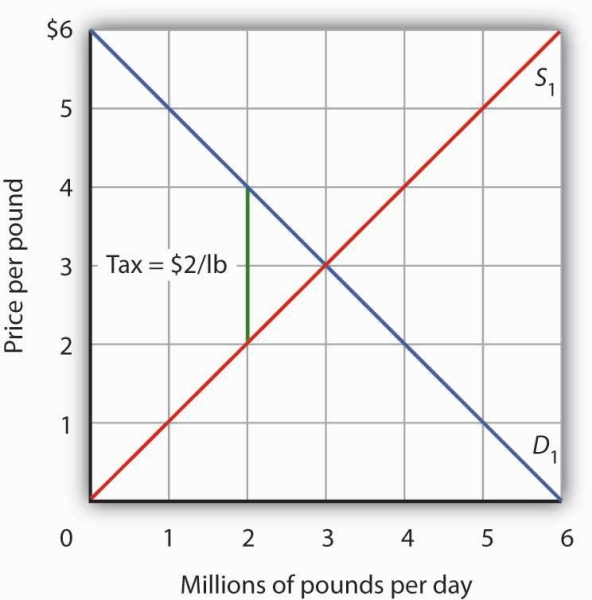 $6
5
4
3
2
1
0
1 2 3 4 5 6
Price per pound
Tax = $2/lb
S1
D1
Millions of pounds per day